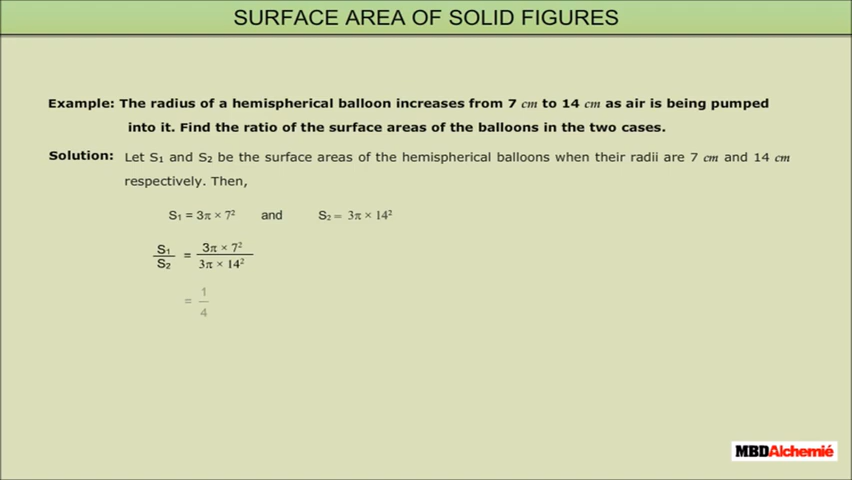 SURFACE AREA OF SOLID FIGURES
Example: The radius of a hemispherical balloon increases from 7 cm to 14 cm as air is being pumped
into it. Find the ratio of the surface areas of the balloons in the two cases.
Solution: Let S₁ and S₂ be the surface areas of the hemispherical balloons when their radii are 7 cm and 14 cm
respectively. Then,
S₁ = 3π × 7² and S₂ = 3π × 14²
S₁/S₂ = 3π × 7²/3π × 14²
= 1/4
MBDAlchemié